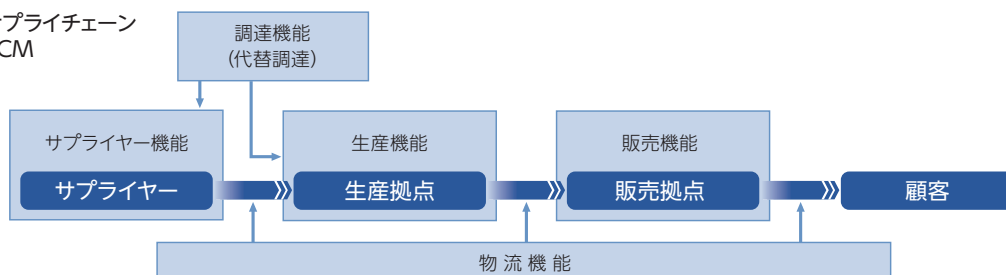 プライチェーン
CM
調達機能
(代替調達)
サプライヤー機能
生産機能
販売機能
サプライヤー
生産拠点
販売拠点
顧客
物流機能